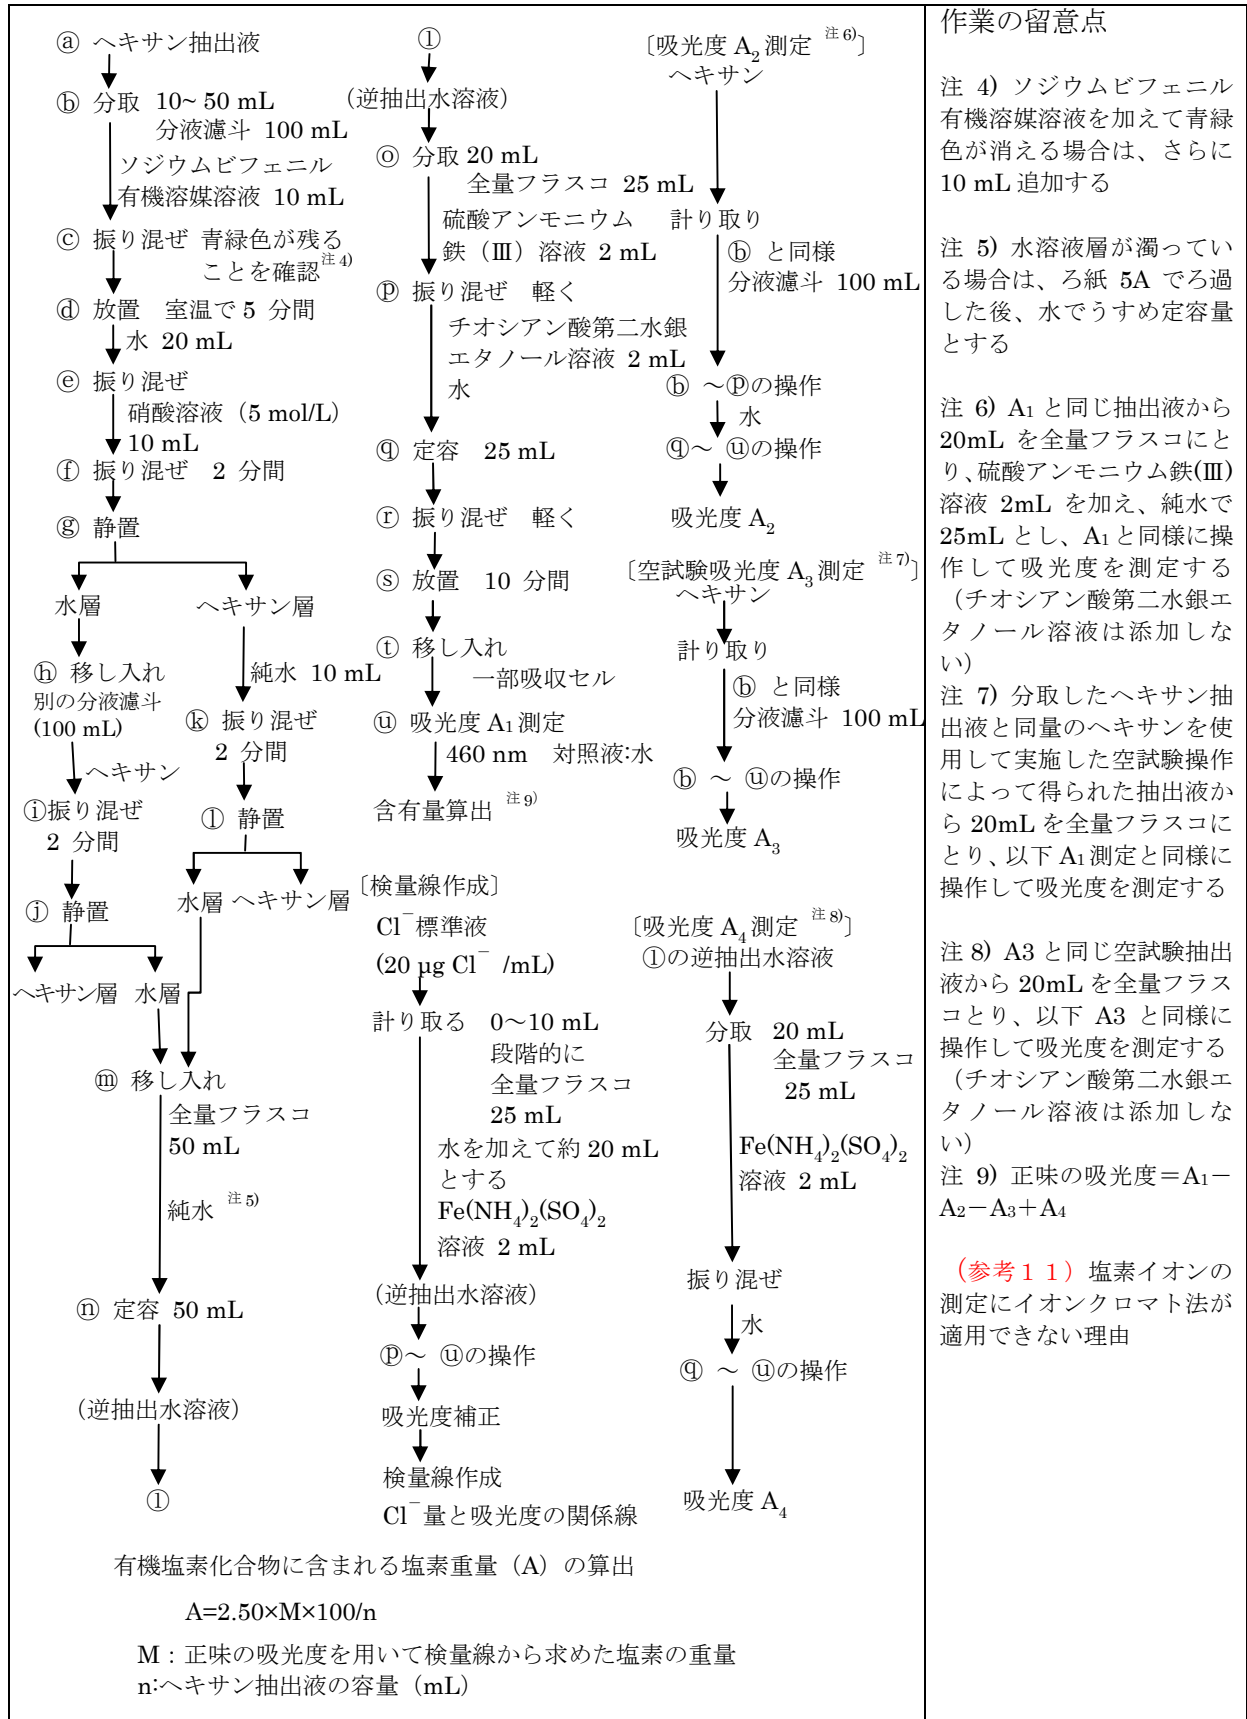 ⓐ ヘキサン抽出液
ⓑ 分取 10~ 50 mL
分液濾斗 100 mL
ソジウムビフェニル
有機溶媒溶液 10 mL
ⓒ 振り混ぜ 青緑色が残る
ことを確認注 4)
ⓓ 放置 室温で 5 分間
水 20 mL
ⓔ 振り混ぜ
硝酸溶液（5 mol/L）
10 mL
ⓕ 振り混ぜ 2 分間
ⓖ 静置
水層 ヘキサン層
ⓗ 移し入れ
別の分液濾斗
(100 mL)
純水 10 mL
ⓚ 振り混ぜ
2 分間
ヘキサン
ⓘ振り混ぜ
2 分間
ⓛ 静置
水層 ヘキサン層
ⓙ 静置
ヘキサン層 水層
ⓜ 移し入れ
全量フラスコ
50 mL
純水 注 5)
ⓝ 定容 50 mL
（逆抽出水溶液）
①
①
（逆抽出水溶液）
ⓞ 分取 20 mL
全量フラスコ 25 mL
硫酸アンモニウム
鉄（Ⅲ）溶液 2 mL
ⓟ 振り混ぜ 軽く
チオシアン酸第二水銀
エタノール溶液 2 mL
水
ⓠ 定容 25 mL
ⓡ 振り混ぜ 軽く
ⓢ 放置 10 分間
ⓣ 移し入れ
一部吸収セル
ⓤ 吸光度 A1 測定
460 nm 対照液:水
含有量算出 注 9)
〔検量線作成〕
Cl－標準液
(20 μg Cl－ /mL)
計り取る 0～10 mL
段階的に
全量フラスコ
25 mL
水を加えて約 20 mL
とする
Fe(NH4)2(SO4)2
溶液 2 mL
（逆抽出水溶液）
ⓟ～ ⓤの操作
吸光度補正
検量線作成
Cl－量と吸光度の関係線
〔吸光度 A2 測定 注 6)〕
ヘキサン
計り取り
ⓑ と同様
分液濾斗 100 mL
ⓑ ～ⓟの操作
水
ⓠ～ ⓤの操作
吸光度 A2
〔空試験吸光度 A3 測定 注 7)〕
ヘキサン
計り取り
ⓑ と同様
分液濾斗 100 mL
ⓑ ～ ⓤの操作
吸光度 A3
〔吸光度 A4 測定 注 8)〕
①の逆抽出水溶液
分取 20 mL
全量フラスコ
25 mL
Fe(NH4)2(SO4)2
溶液 2 mL
振り混ぜ
水
ⓠ ～ ⓤの操作
吸光度 A4
有機塩素化合物に含まれる塩素重量（A）の算出
A=2.50×M×100/n
M：正味の吸光度を用いて検量線から求めた塩素の重量
n:ヘキサン抽出液の容量（mL）
作業の留意点
注 4) ソジウムビフェニル
有機溶媒溶液を加えて青緑
色が消える場合は、さらに
10 mL 追加する
注 5) 水溶液層が濁ってい
る場合は、ろ紙 5A でろ過
した後、水でうすめ定容量
とする
注 6) A1 と同じ抽出液から
20mL を全量フラスコにと
り、硫酸アンモニウム鉄(Ⅲ)
溶液 2mL を加え、純水で
25mL とし、A1 と同様に操
作して吸光度を測定する
（チオシアン酸第二水銀エ
タノール溶液は添加しな
い）
注 7) 分取したヘキサン抽
出液と同量のヘキサンを使
用して実施した空試験操作
によって得られた抽出液か
ら 20mL を全量フラスコに
とり、以下 A1 測定と同様に
操作して吸光度を測定する
注 8) A3 と同じ空試験抽出
液から 20mL を全量フラス
コとり、以下 A3 と同様に
操作して吸光度を測定する
（チオシアン酸第二水銀エ
タノール溶液は添加しな
い）
注 9) 正味の吸光度＝A1－
A2－A3＋A4
（参考１１）塩素イオンの
測定にイオンクロマト法が
適用できない理由